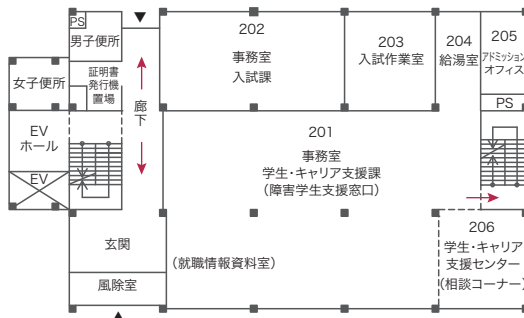 PS
男子便所
女子便所
証明書
発行機
置場
廊下
EV
ホール
EV
玄関
風除室
202
事務室
入試課
203
入試作業室
204
給湯室
205
アドミッション
オフィス
PS
201
事務室
学生・キャリア支援課
(障害学生支援窓口)
(就職情報資料室)
206
学生・キャリア
支援センター
(相談コーナー)